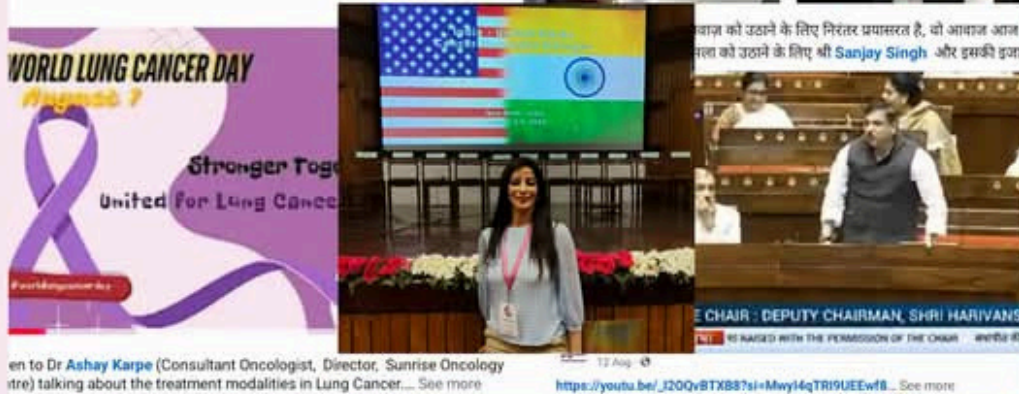 WORLD LUNG CANCER DAY
August 1
Stronger Toge
United for Lung Cance
en to Dr Ashay Karpe (Consultant Oncologist, Director, Sunrise Oncology
tre) talking about the treatment modalities in Lung Cancer.... See more
वाज़ को उठाने के लिए निरंतर प्रयासरत है, वो आवाज आज
ला को उठाने के लिए श्री Sanjay Singh और इसकी इजा
E CHAIR : DEPUTY CHAIRMAN, SHRI HARIVANS
RAISED WITH THE PERMISSION OF THE CHAIR
12 Aug
https://youtu.be/_I2OQvBTXB8?si=MwyI4qTRI9UEEwf8... See more